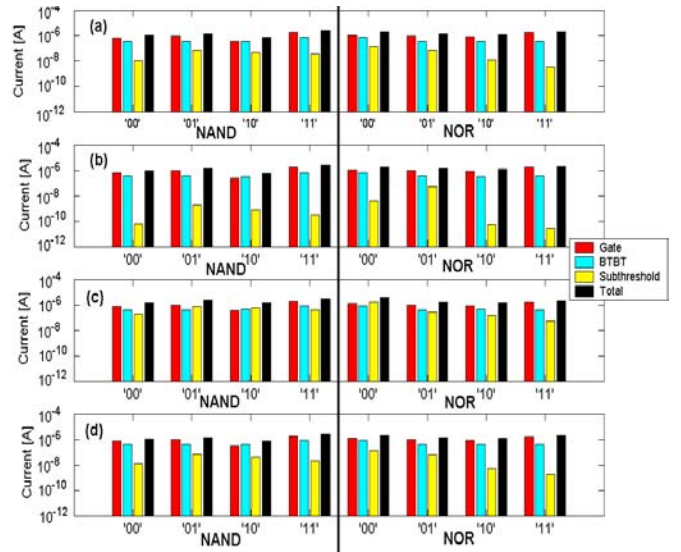 10-4
(a)
10-6
10-8
10-10
10-12
Current [A]
'00' '01' '10' '11' '00' '01' '10' '11'
NAND NOR
10-4
(b)
10-6
10-8
10-10
10-12
Current [A]
'00' '01' '10' '11' '00' '01' '10' '11'
NAND NOR
Gate
BTBT
Subthreshold
Total
10-4
(c)
10-6
10-8
10-10
10-12
Current [A]
'00' '01' '10' '11' '00' '01' '10' '11'
NAND NOR
10-4
(d)
10-6
10-8
10-10
10-12
Current [A]
'00' '01' '10' '11' '00' '01' '10' '11'
NAND NOR